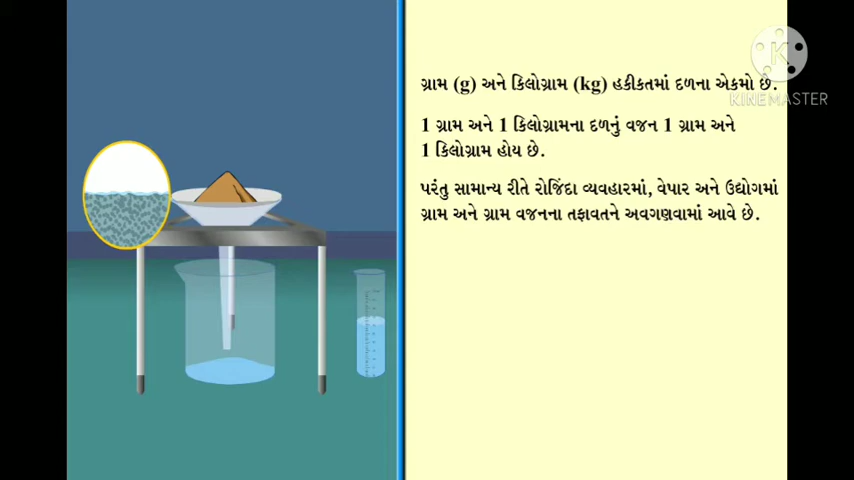 ગ્રામ (g) અને કિલોગ્રામ (kg) હકીકતમાં દળના એકમો છે.
1 ગ્રામ અને 1 કિલોગ્રામના દળનું વજન 1 ગ્રામ અને
1 કિલોગ્રામ હોય છે.
પરંતુ સામાન્ય રીતે રોજિંદા વ્યવહારમાં, વેપાર અને ઉદ્યોગમાં
ગ્રામ અને ગ્રામ વજનના તફાવતને અવગણવામાં આવે છે.
K
KINEMASTER